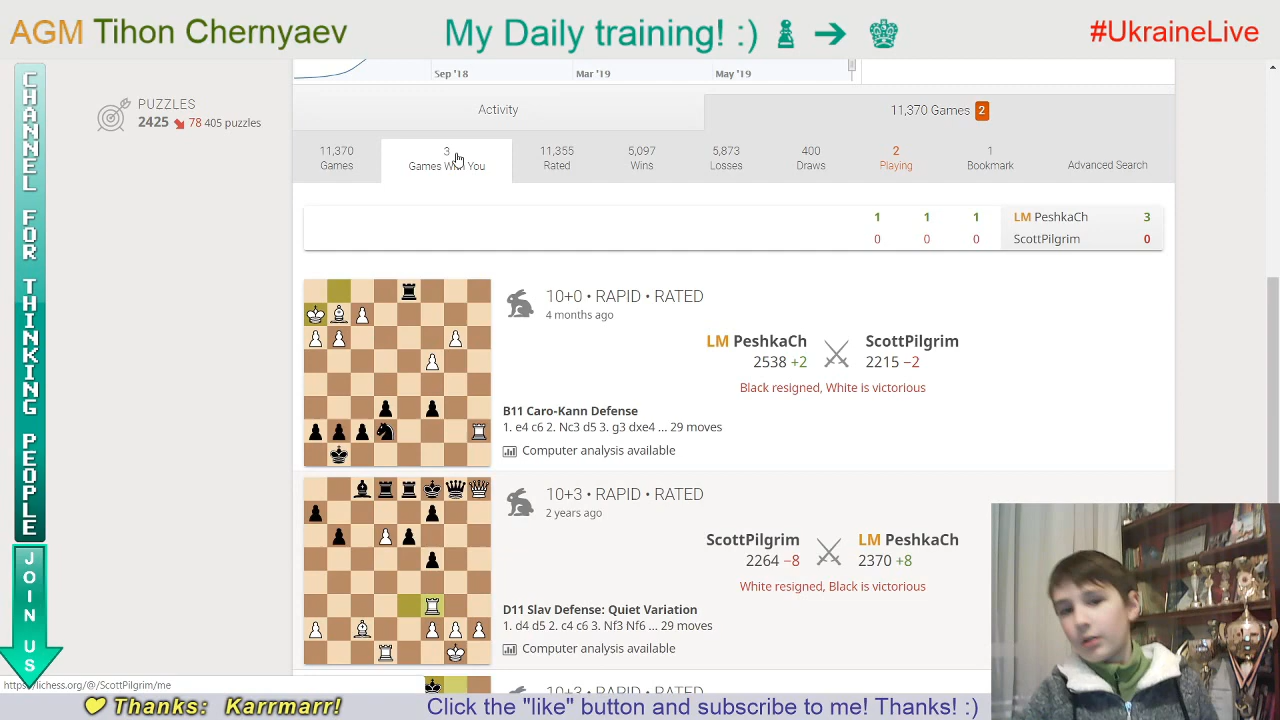 AGM Tihon Chernyaev
My Daily training! :)
#UkraineLive
CHANNEL FOR THINKING PEOPLE
JOIN US
Sep '18
Mar '19
May '19
PUZZLES
2425 78 405 puzzles
Activity
11,370 Games 2
11,370 Games
3 Games With You
11,355 Rated
5,097 Wins
5,873 Losses
400 Draws
2 Playing
1 Bookmark
Advanced Search
1 1 1 LM PeshkaCh 3
0 0 0 ScottPilgrim 0
10+0 • RAPID • RATED
4 months ago
LM PeshkaCh ScottPilgrim
2538 +2 2215 −2
Black resigned, White is victorious
B11 Caro-Kann Defense
1. e4 c6 2. Nc3 d5 3. g3 dxe4 ... 29 moves
Computer analysis available
10+3 • RAPID • RATED
2 years ago
ScottPilgrim LM PeshkaCh
2264 −8 2370 +8
White resigned, Black is victorious
D11 Slav Defense: Quiet Variation
1. d4 d5 2. c4 c6 3. Nf3 Nf6 ... 29 moves
Computer analysis available
https://lichess.org/@/ScottPilgrim/me
10+3 • RAPID • RATED
Thanks: Karrmarr!
Click the "like" button and subscribe to me! Thanks! :)